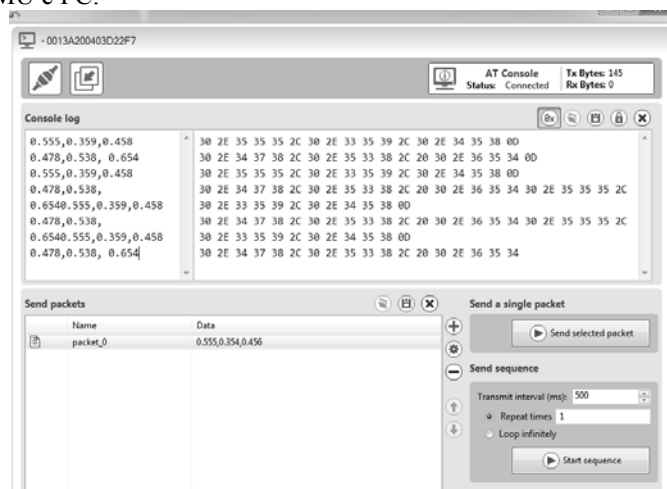 с PC.
- 0013A200403D22F7
AT Console
Status: Connected
Tx Bytes: 145
Rx Bytes: 0
Console log
0.555,0.359,0.458
0.478,0.538, 0.654
0.555,0.359,0.458
0.478,0.538,
0.6540.555,0.359,0.458
0.478,0.538,
0.6540.555,0.359,0.458
0.478,0.538, 0.654
30 2E 35 35 35 2C 30 2E 33 35 39 2C 30 2E 34 35 38 0D
30 2E 34 37 38 2C 30 2E 35 33 38 2C 20 30 2E 36 35 34 0D
30 2E 35 35 35 2C 30 2E 33 35 39 2C 30 2E 34 35 38 0D
30 2E 34 37 38 2C 30 2E 35 33 38 2C 20 30 2E 36 35 34 30 2E 35 35 35 2C
30 2E 33 35 39 2C 30 2E 34 35 38 0D
30 2E 34 37 38 2C 30 2E 35 33 38 2C 20 30 2E 36 35 34 30 2E 35 35 35 2C
30 2E 33 35 39 2C 30 2E 34 35 38 0D
30 2E 34 37 38 2C 30 2E 35 33 38 2C 20 30 2E 36 35 34
Send packets
Name Data
packet_0 0.555,0.354,0.456
Send a single packet
Send selected packet
Send sequence
Transmit interval (ms): 500
Repeat times 1
Loop infinitely
Start sequence